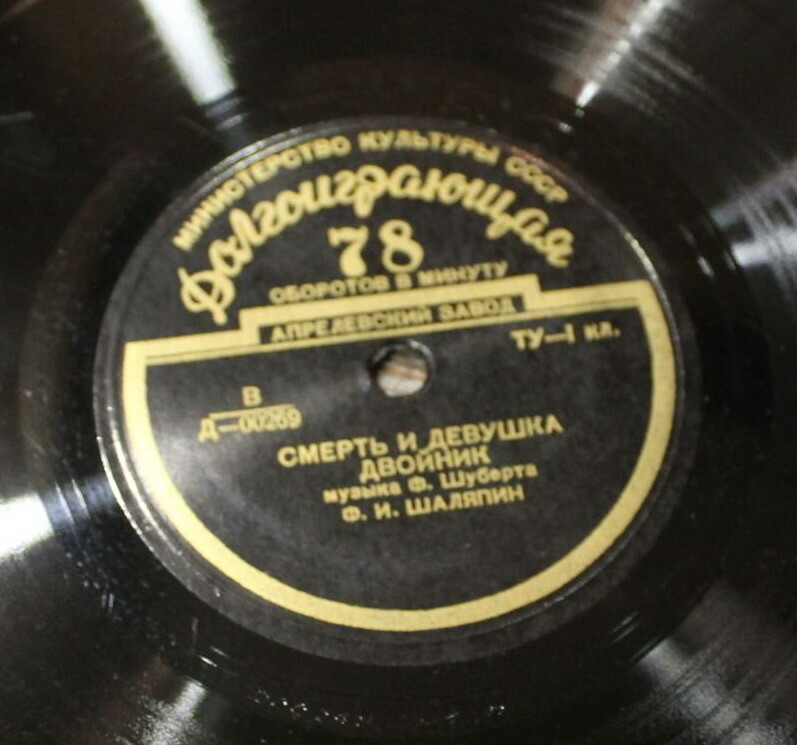 МИНИСТЕРСТВО КУЛЬТУРЫ СССР
Долгоиграющая
78
ОБОРОТОВ В МИНУТУ
АПРЕЛЕВСКИЙ ЗАВОД
ТУ—I кл.
В
Д—00269
СМЕРТЬ И ДЕВУШКА
ДВОЙНИК
музыка Ф. Шуберта
Ф. И. ШАЛЯПИН